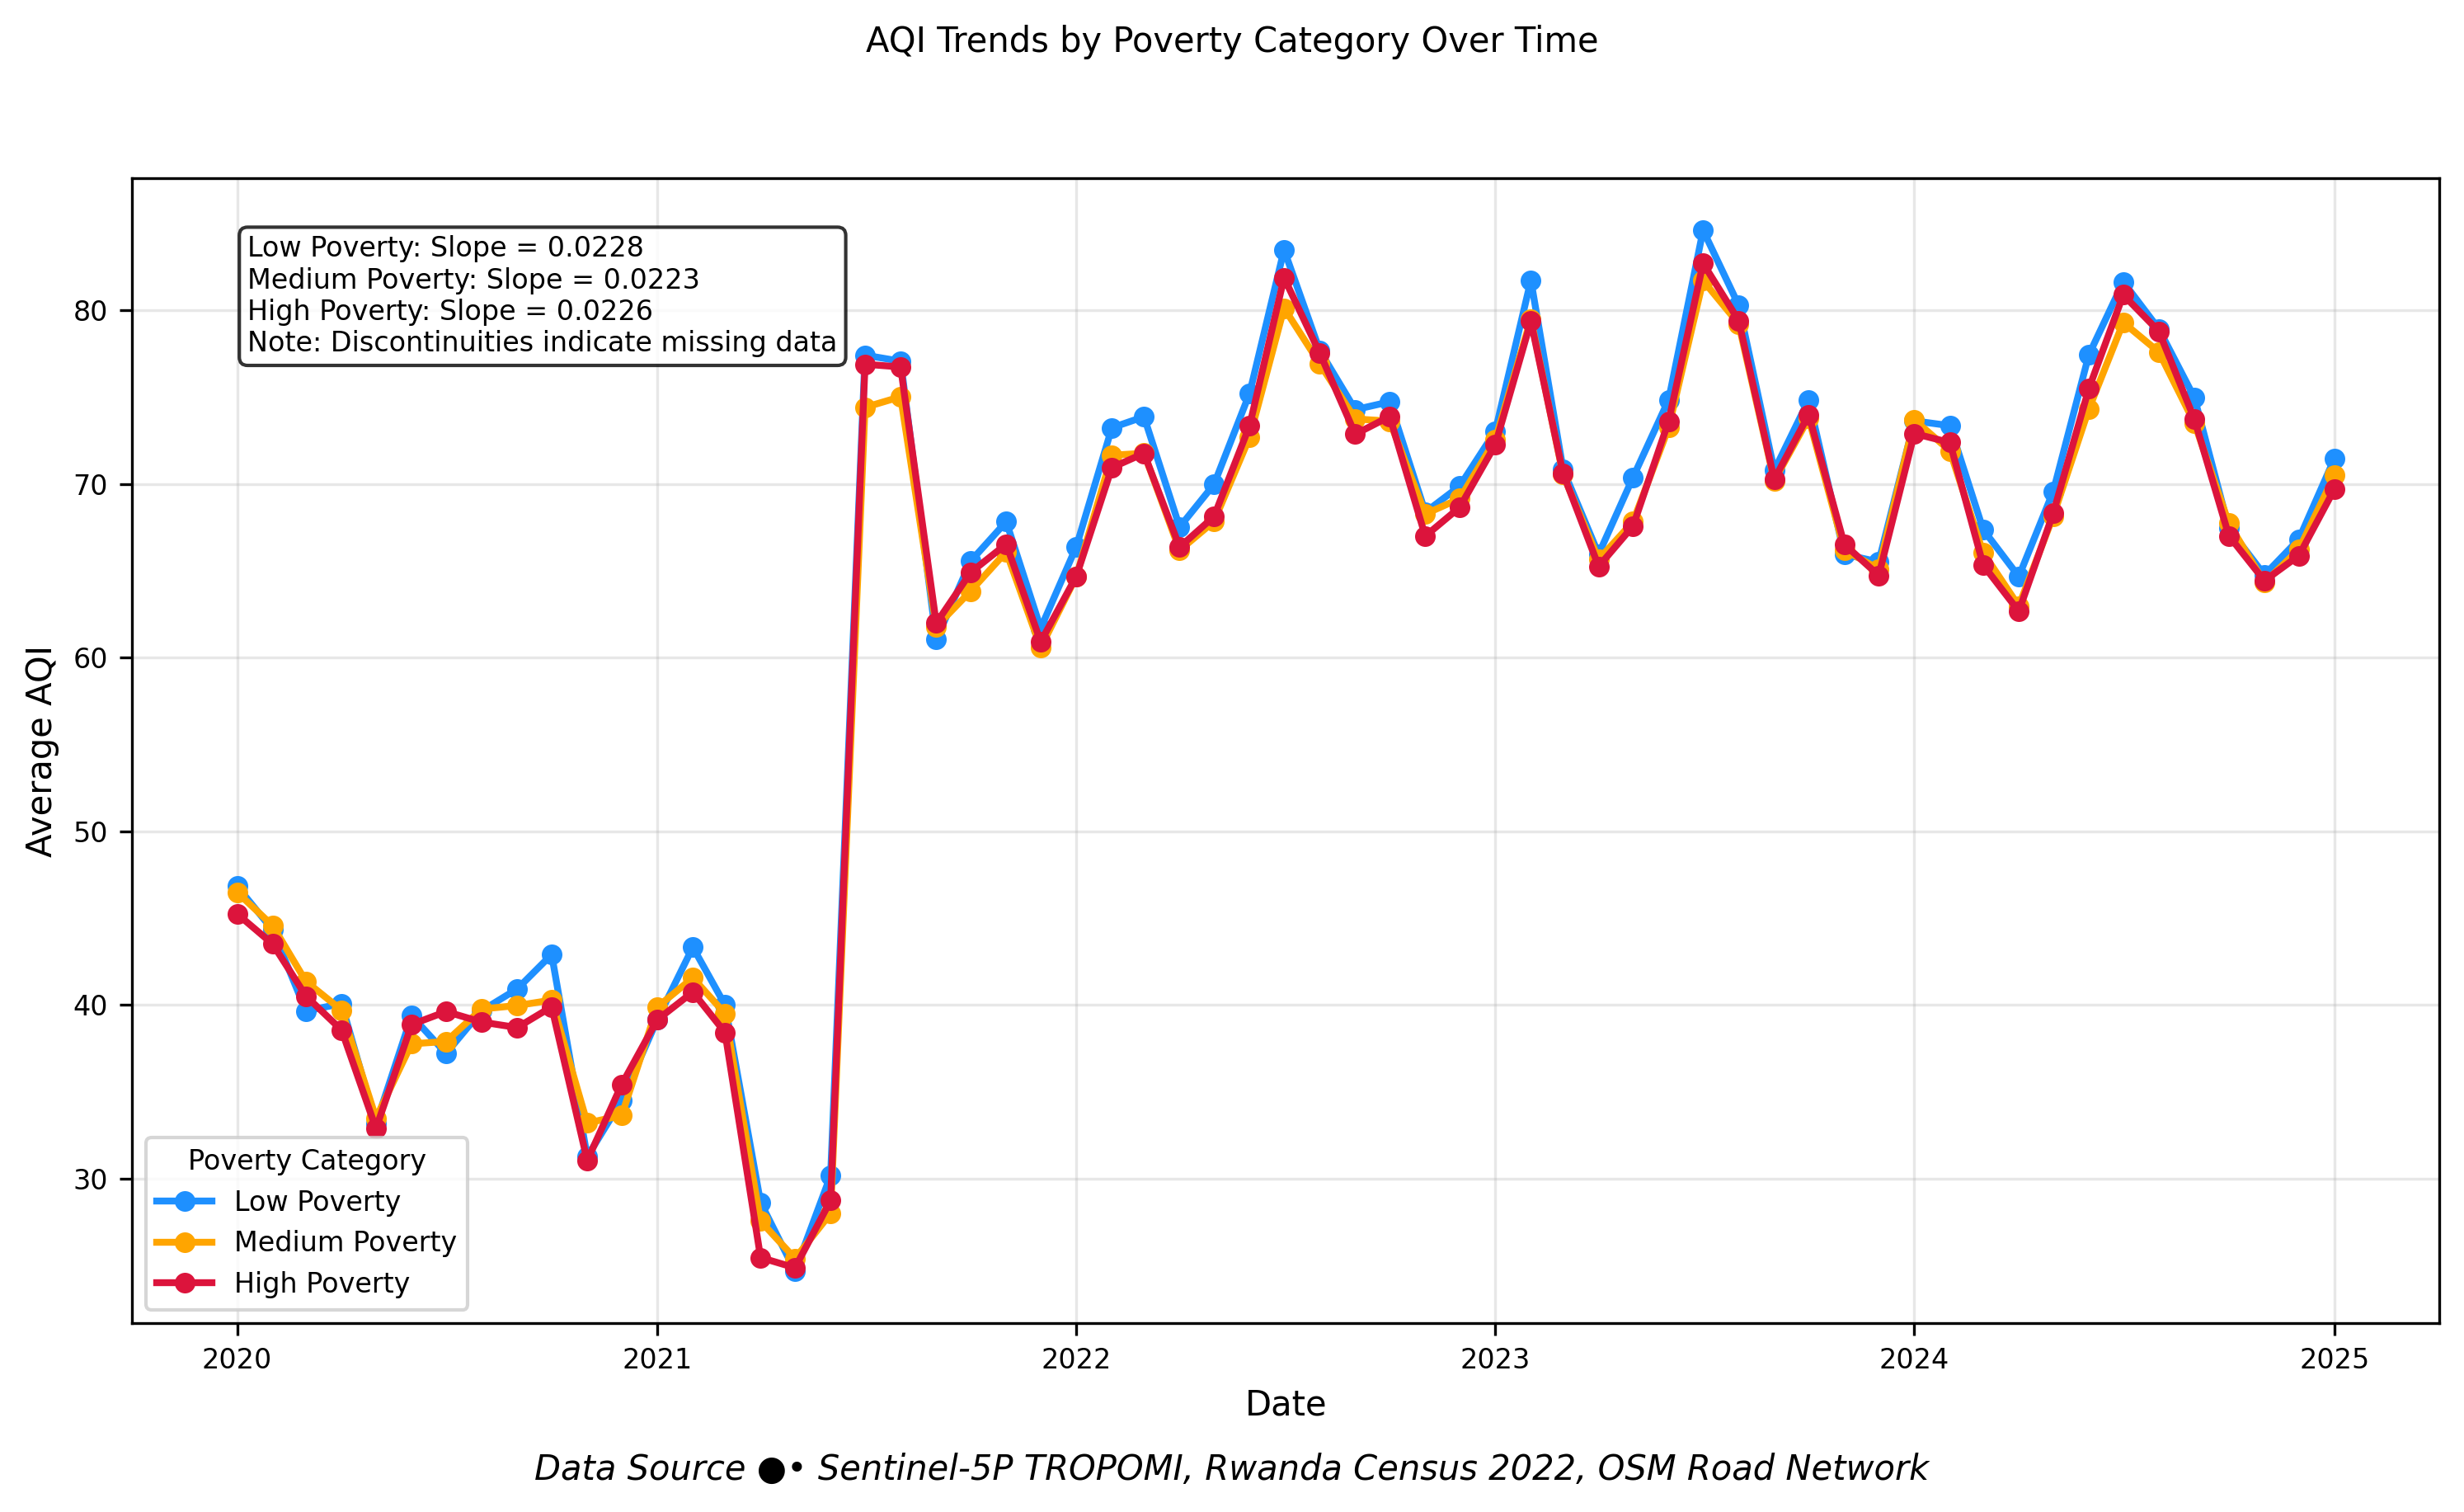 AQI Trends by Poverty Category Over Time
Low Poverty: Slope = 0.0228
Medium Poverty: Slope = 0.0223
High Poverty: Slope = 0.0226
Note: Discontinuities indicate missing data
80
70
60
50
40
30
Average AQI
Poverty Category
Low Poverty
Medium Poverty
High Poverty
2020 2021 2022 2023 2024 2025
Date
Data Source ●• Sentinel-5P TROPOMI, Rwanda Census 2022, OSM Road Network